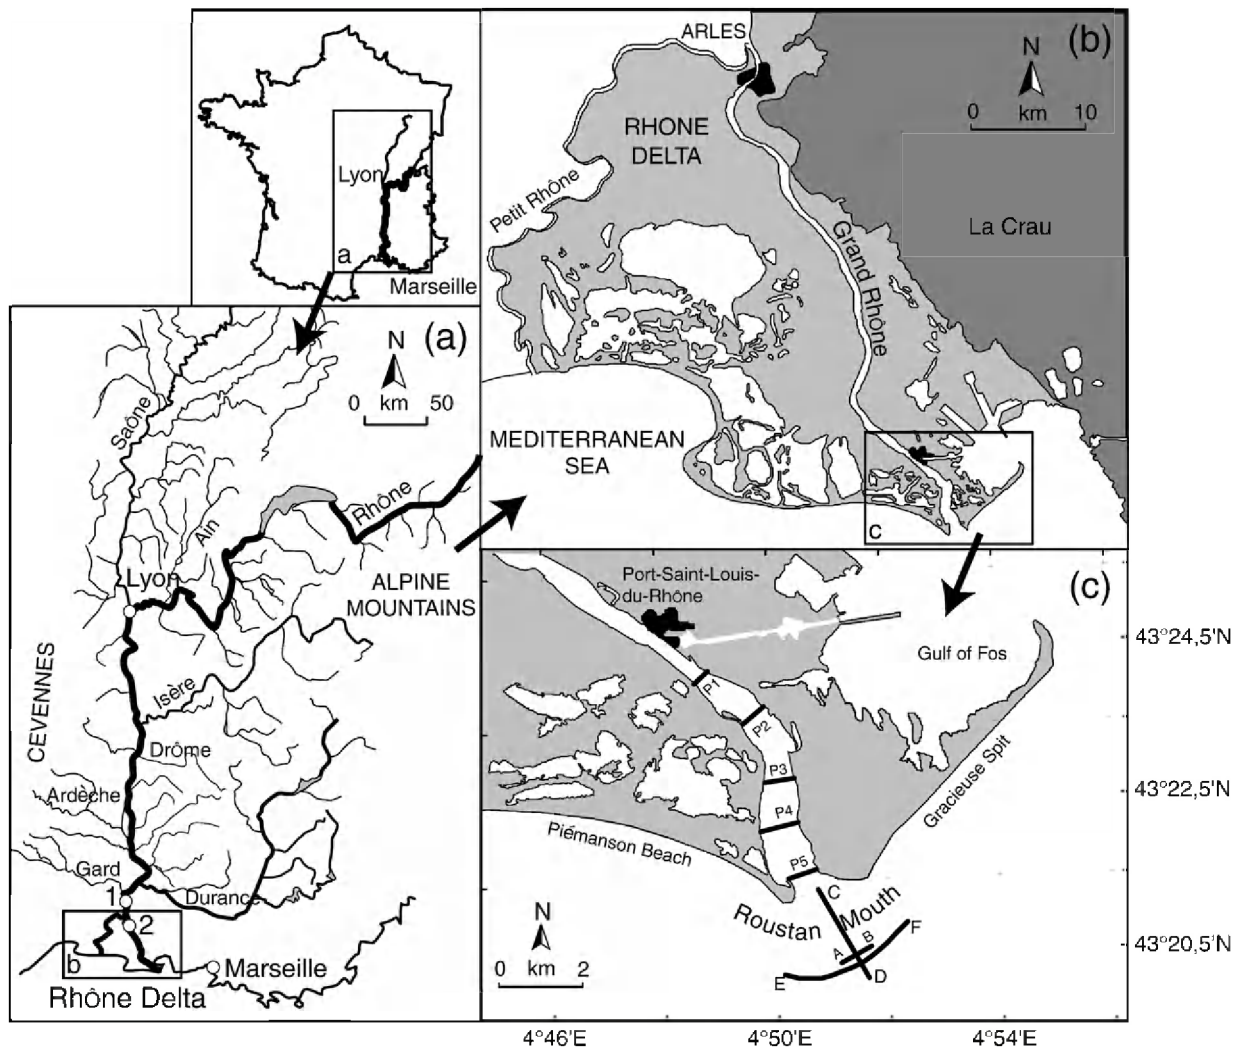 Lyon
a
Marseille
(a)
N
0 km 50
Saône
Ain
Rhône
Lyon
ALPINE
MOUNTAINS
CEVENNES
Isère
Drôme
Ardèche
Gard
Durance
1
2
b
Marseille
Rhône Delta
(b)
ARLES
N
0 km 10
RHONE
DELTA
Petit Rhône
Grand Rhône
La Crau
MEDITERRANEAN
SEA
c
(c)
Port-Saint-Louis-
du-Rhône
Gulf of Fos
P1
P2
P3
P4
P5
Gracieuse Spit
Piémanson Beach
Roustan Mouth
C
A
B
F
E
D
N
0 km 2
43°24,5'N
43°22,5'N
43°20,5'N
4°46'E
4°50'E
4°54'E